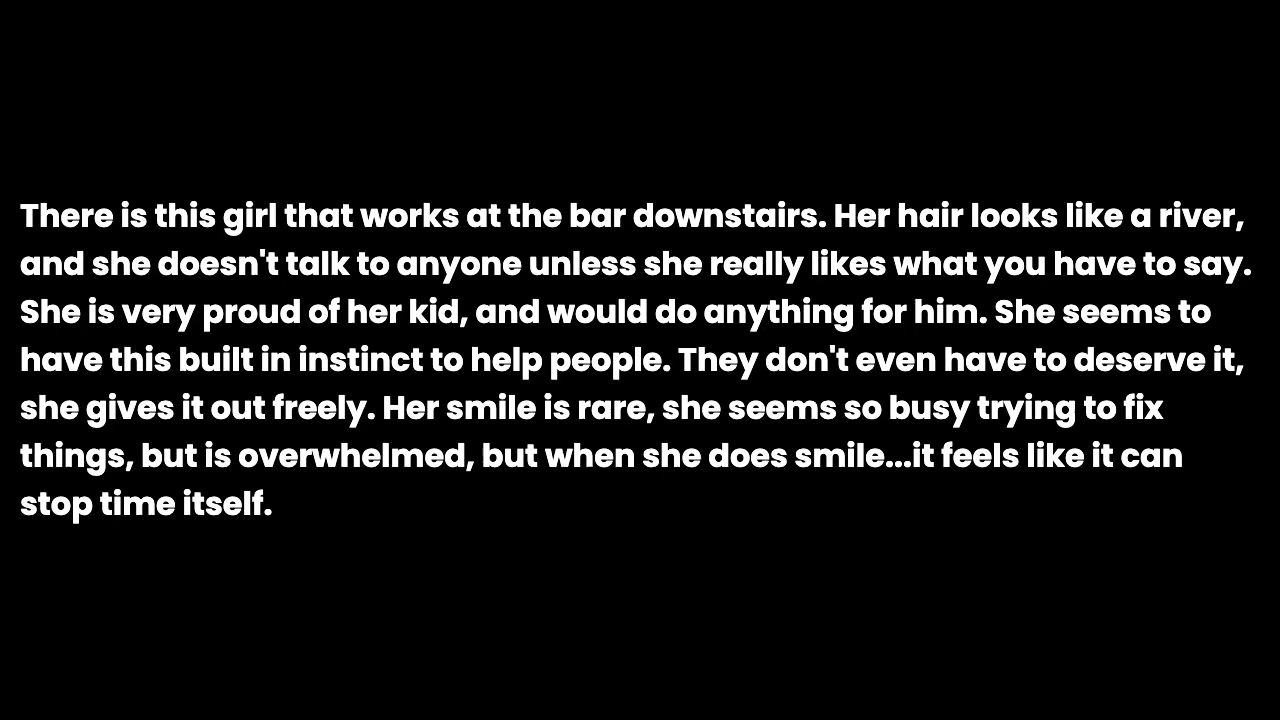 There is this girl that works at the bar downstairs. Her hair looks like a river,
and she doesn't talk to anyone unless she really likes what you have to say.
She is very proud of her kid, and would do anything for him. She seems to
have this built in instinct to help people. They don't even have to deserve it,
she gives it out freely. Her smile is rare, she seems so busy trying to fix
things, but is overwhelmed, but when she does smile...it feels like it can
stop time itself.